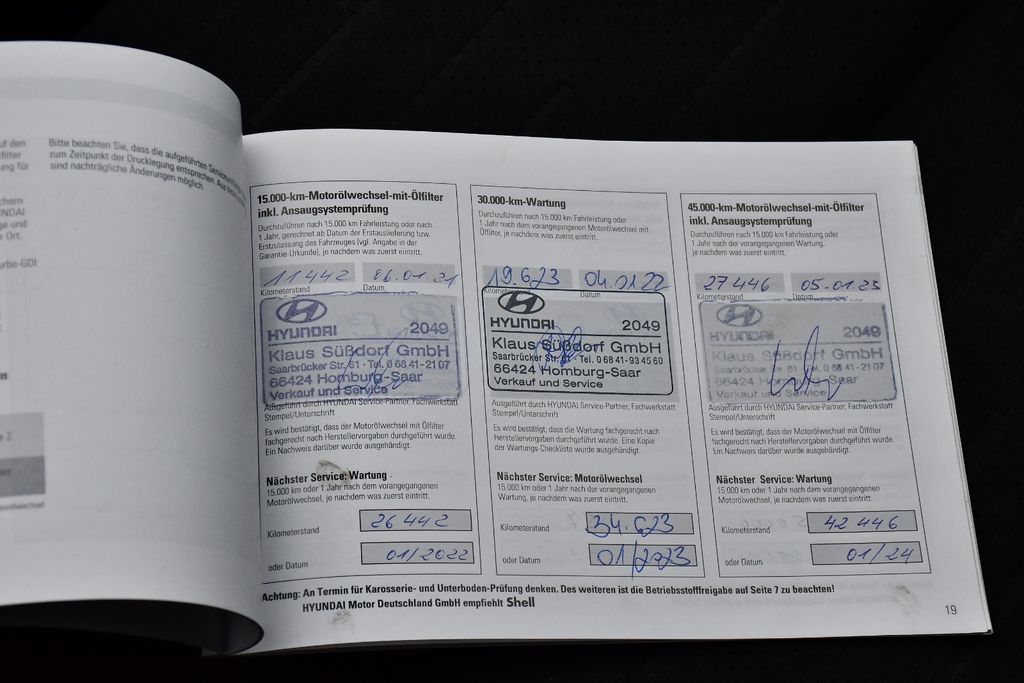 Bitte beachten Sie, dass die aufgeführten
zum Zeitpunkt der Drucklegung entsprechen. Aus
sind nachträgliche Änderungen möglich.
15.000-km-Motorölwechsel-mit-Ölfilter
inkl. Ansaugsystemprüfung
Durchzuführen nach 15.000 km Fahrleistung oder nach
1 Jahr, gerechnet ab Datum der Erstauslieferung bzw.
Erstzulassung des Fahrzeuges (vgl. Angabe in der
Garantie-Urkunde), je nachdem was zuerst eintritt.
11 442 06.01.21
Kilometerstand Datum
HYUNDAI 2049
Klaus Süßdorf GmbH
Saarbrücker Str. 61 · Tel. 0 68 41-21 07
66424 Homburg-Saar
Verkauf und Service
Ausgeführt durch HYUNDAI Service-Partner, Fachwerkstatt
Stempel/Unterschrift
Es wird bestätigt, dass der Motorölwechsel mit Ölfilter
fachgerecht nach Herstellervorgaben durchgeführt wurde.
Ein Nachweis darüber wurde ausgehändigt.
Nächster Service: Wartung
15.000 km oder 1 Jahr nach dem vorangegangenen
Motorölwechsel, je nachdem was zuerst eintritt.
Kilometerstand 26 442
oder Datum 01/2022
30.000-km-Wartung
Durchzuführen nach 15.000 km Fahrleistung oder
1 Jahr nach dem vorangegangenen Motorölwechsel mit
Ölfilter, je nachdem was zuerst eintritt.
19.623 04.01.22
Kilometerstand Datum
HYUNDAI 2049
Klaus Süßdorf GmbH
Saarbrücker Str. Tel. 0 68 41-93 45 60
66424 Homburg-Saar
Verkauf und Service
Ausgeführt durch HYUNDAI Service-Partner, Fachwerkstatt
Stempel/Unterschrift
Es wird bestätigt, dass die Wartung fachgerecht nach
Herstellervorgaben durchgeführt wurde. Eine Kopie
der Wartungs-Checkliste wurde ausgehändigt.
Nächster Service: Motorölwechsel
15.000 km oder 1 Jahr nach der vorangegangenen
Wartung, je nachdem was zuerst eintritt.
Kilometerstand 34.623
oder Datum 01/2023
45.000-km-Motorölwechsel-mit-Ölfilter
inkl. Ansaugsystemprüfung
Durchzuführen nach 15.000 km Fahrleistung oder
1 Jahr nach der vorangegangenen Wartung,
je nachdem was zuerst eintritt.
27 446 05.01.23
Kilometerstand Datum
HYUNDAI 2049
Klaus Süßdorf GmbH
Saarbrücker Str. 61 Tel. 0 68 41-21 07
66424 Homburg-Saar
Verkauf und Service
Ausgeführt durch HYUNDAI Service-Partner, Fachwerkstatt
Stempel/Unterschrift
Es wird bestätigt, dass der Motorölwechsel mit Ölfilter
fachgerecht nach Herstellervorgaben durchgeführt wurde.
Ein Nachweis darüber wurde ausgehändigt.
Nächster Service: Wartung
15.000 km oder 1 Jahr nach dem vorangegangenen
Motorölwechsel, je nachdem was zuerst eintritt.
Kilometerstand 42 446
oder Datum 01/24
Achtung: An Termin für Karosserie- und Unterboden-Prüfung denken. Des weiteren ist die Betriebsstofffreigabe auf Seite 7 zu beachten!
HYUNDAI Motor Deutschland GmbH empfiehlt Shell
19